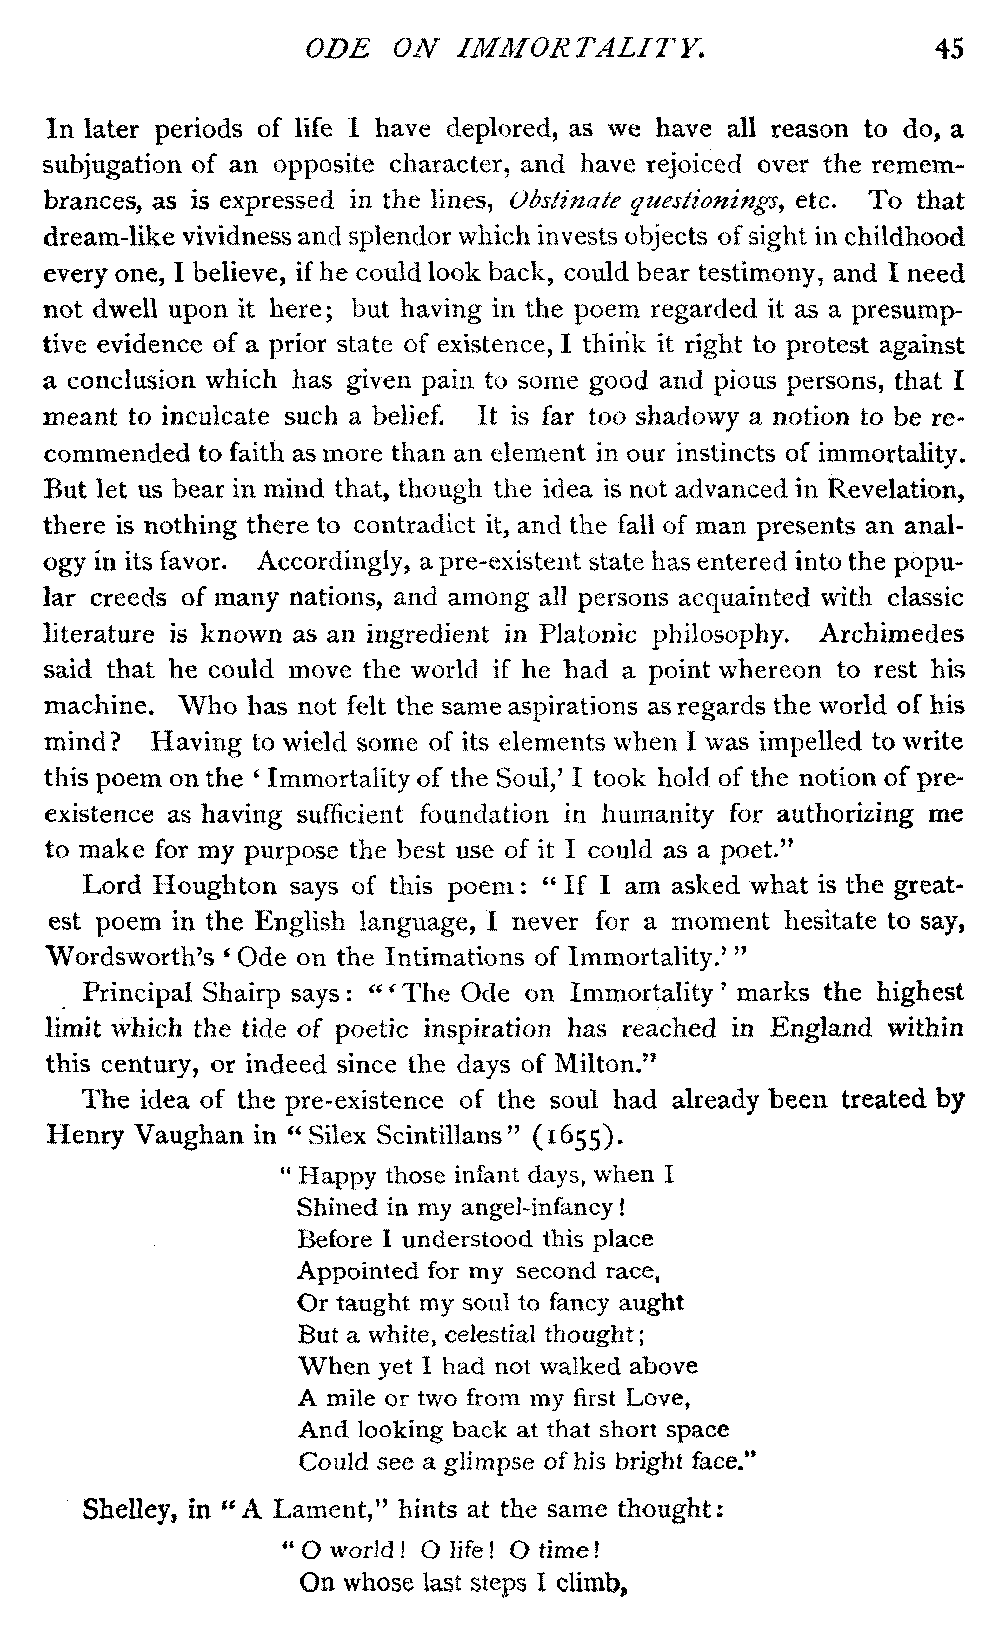 ODE ON IMMORTALITY. 45
In later periods of life I have deplored, as we have all reason to do, a
subjugation of an opposite character, and have rejoiced over the remem-
brances, as is expressed in the lines, Obstinate questionings, etc. To that
dream-like vividness and splendor which invests objects of sight in childhood
every one, I believe, if he could look back, could bear testimony, and I need
not dwell upon it here; but having in the poem regarded it as a presump-
tive evidence of a prior state of existence, I think it right to protest against
a conclusion which has given pain to some good and pious persons, that I
meant to inculcate such a belief. It is far too shadowy a notion to be re-
commended to faith as more than an element in our instincts of immortality.
But let us bear in mind that, though the idea is not advanced in Revelation,
there is nothing there to contradict it, and the fall of man presents an anal-
ogy in its favor. Accordingly, a pre-existent state has entered into the popu-
lar creeds of many nations, and among all persons acquainted with classic
literature is known as an ingredient in Platonic philosophy. Archimedes
said that he could move the world if he had a point whereon to rest his
machine. Who has not felt the same aspirations as regards the world of his
mind? Having to wield some of its elements when I was impelled to write
this poem on the ‘Immortality of the Soul,’ I took hold of the notion of pre-
existence as having sufficient foundation in humanity for authorizing me
to make for my purpose the best use of it I could as a poet.”
Lord Houghton says of this poem: “If I am asked what is the great-
est poem in the English language, I never for a moment hesitate to say,
Wordsworth’s ‘Ode on the Intimations of Immortality.’”
Principal Shairp says: “‘The Ode on Immortality’ marks the highest
limit which the tide of poetic inspiration has reached in England within
this century, or indeed since the days of Milton.”
The idea of the pre-existence of the soul had already been treated by
Henry Vaughan in “Silex Scintillans” (1655).
“Happy those infant days, when I
Shined in my angel-infancy!
Before I understood this place
Appointed for my second race,
Or taught my soul to fancy aught
But a white, celestial thought;
When yet I had not walked above
A mile or two from my first Love,
And looking back at that short space
Could see a glimpse of his bright face.”
Shelley, in “A Lament,” hints at the same thought:
“O world! O life! O time!
On whose last steps I climb,